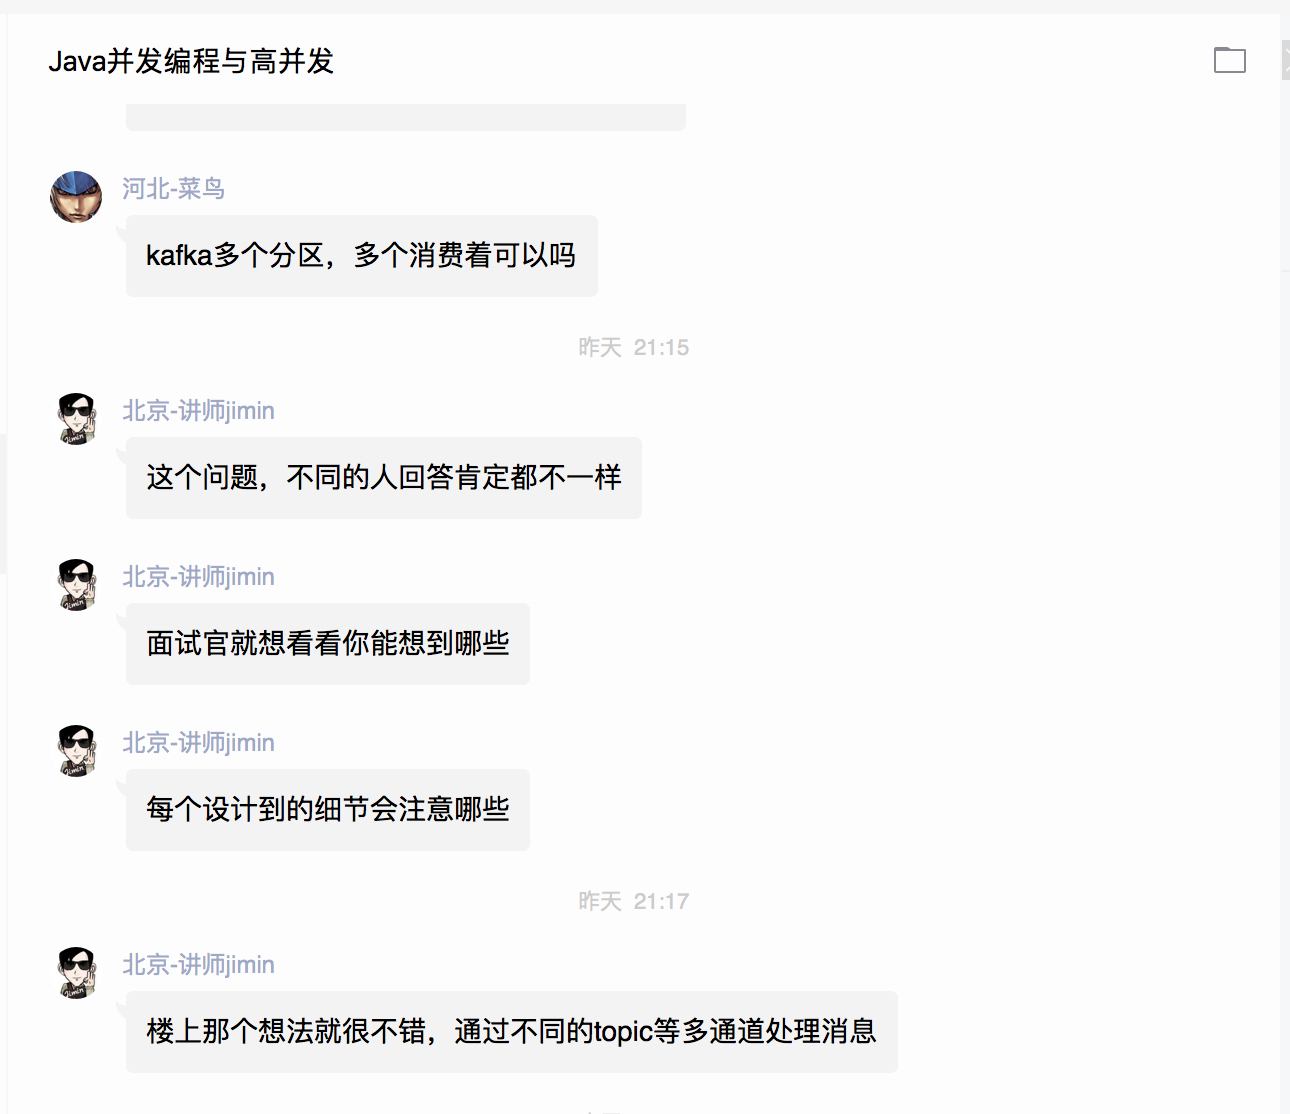 Java并发编程与高并发
河北-菜鸟
kafka多个分区，多个消费着可以吗
昨天 21:15
北京-讲师jimin
这个问题，不同的人回答肯定都不一样
北京-讲师jimin
面试官就想看看你能想到哪些
北京-讲师jimin
每个设计到的细节会注意哪些
昨天 21:17
北京-讲师jimin
楼上那个想法就很不错，通过不同的topic等多通道处理消息